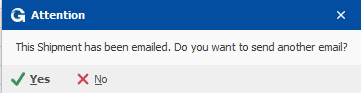 Attention
This Shipment has been emailed. Do you want to send another email?
Yes No